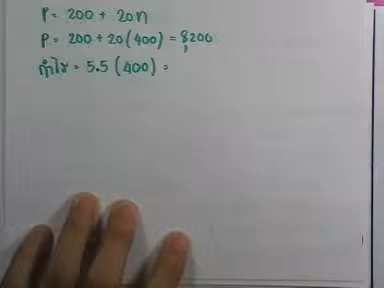 P = 200 + 20n
P = 200 + 20(400) = 8,200
กำไร = 5.5(400) =